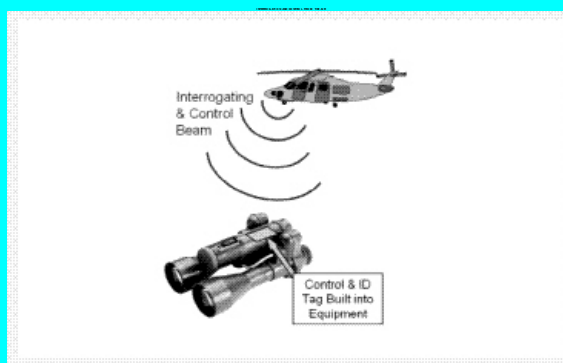 Interrogating
& Control
Beam
Control & ID
Tag Built into
Equipment